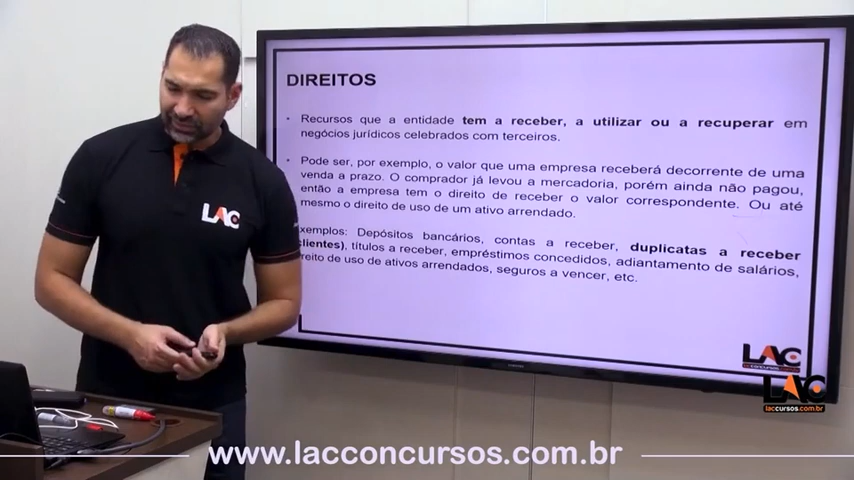 DIREITOS
• Recursos que a entidade tem a receber, a utilizar ou a recuperar em
negócios jurídicos celebrados com terceiros.
• Pode ser, por exemplo, o valor que uma empresa receberá decorrente de uma
venda a prazo. O comprador já levou a mercadoria, porém ainda não pagou,
então a empresa tem o direito de receber o valor correspondente. Ou até
mesmo o direito de uso de um ativo arrendado.
Exemplos: Depósitos bancários, contas a receber, duplicatas a receber
clientes), títulos a receber, empréstimos concedidos, adiantamento de salários,
reito de uso de ativos arrendados, seguros a vencer, etc.
LAC
LAC
LAC
laccursos.com.br
www.lacconcursos.com.br